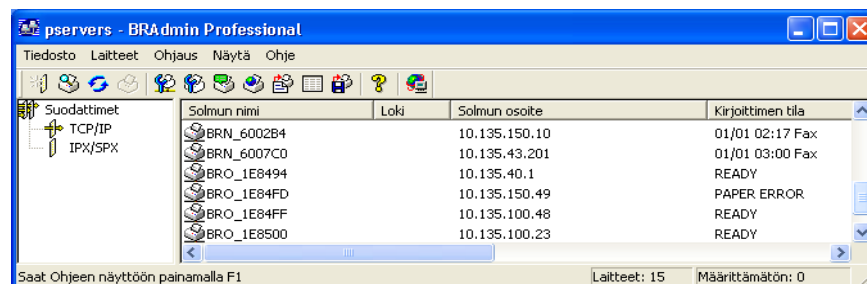 pservers - BRAdmin Professional
Tiedosto Laitteet Ohjaus Näytä Ohje
Suodattimet
TCP/IP
IPX/SPX
Solmun nimi Loki Solmun osoite Kirjoittimen tila
BRN_6002B4 10.135.150.10 01/01 02:17 Fax
BRN_6007C0 10.135.43.201 01/01 03:00 Fax
BRO_1E8494 10.135.40.1 READY
BRO_1E84FD 10.135.150.49 PAPER ERROR
BRO_1E84FF 10.135.100.48 READY
BRO_1E8500 10.135.100.23 READY
Saat Ohjeen näyttöön painamalla F1 Laitteet: 15 Määrittämätön: 0